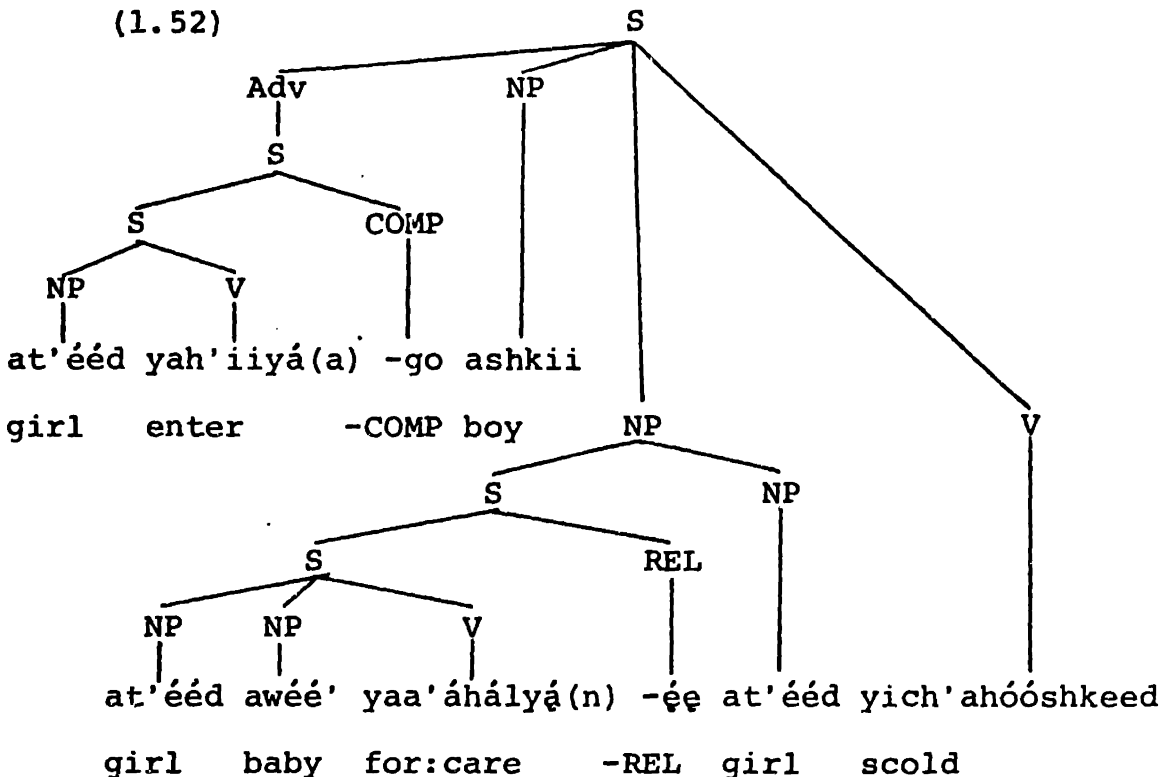 (1.52)
S
Adv NP
S
S COMP
NP V
at'ééd yah'iiyá(a) -go ashkii
girl enter -COMP boy
NP V
S NP
S REL
NP NP V
at'ééd awéé' yaa'áhályą́(n) -ę́ę at'ééd yich'ahóóshkeed
girl baby for:care -REL girl scold